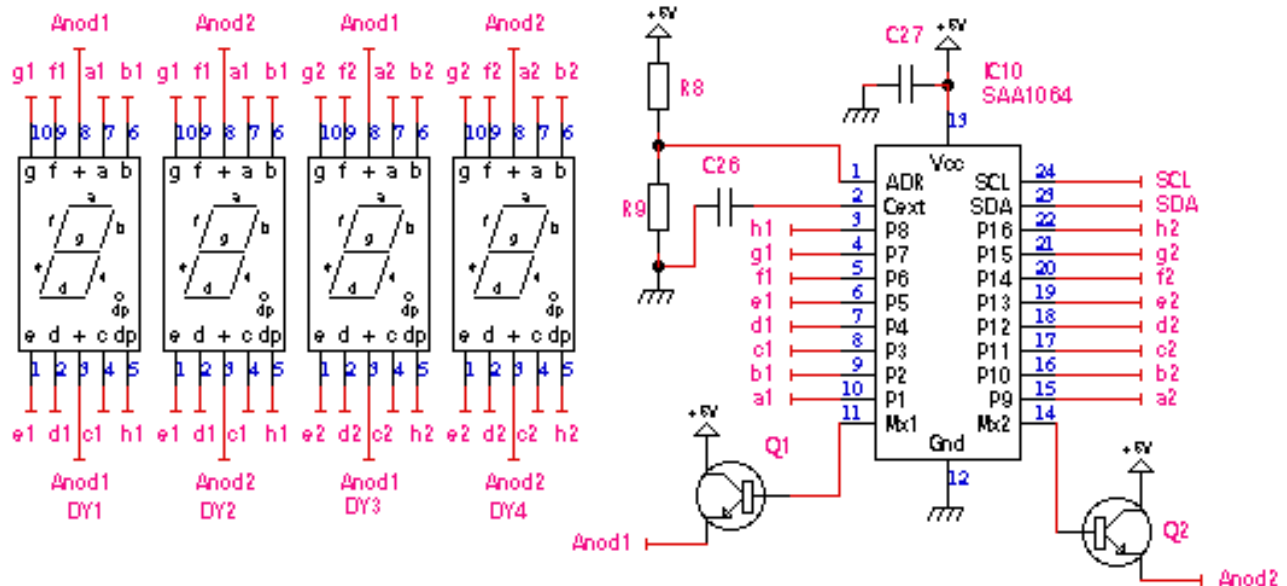 Anod1 Anod2 Anod1 Anod2
g1 f1 a1 b1 g1 f1 a1 b1 g2 f2 a2 b2 g2 f2 a2 b2
10 9 8 7 6 10 9 8 7 6 10 9 8 7 6 10 9 8 7 6
g f + a b g f + a b g f + a b g f + a b
a a a a
f b f b f b f b
g g g g
e e e e
d d d d
dp dp dp dp
e d + c dp e d + c dp e d + c dp e d + c dp
1 2 3 4 5 1 2 3 4 5 1 2 3 4 5 1 2 3 4 5
e1 d1 c1 h1 e1 d1 c1 h1 e2 d2 c2 h2 e2 d2 c2 h2
Anod1 Anod2 Anod1 Anod2
DY1 DY2 DY3 DY4
+5V
R8
R9
C26
C27
+5V
IC10
SAA1064
13
Vcc
1 ADR SCL 24 SCL
2 Cext SDA 23 SDA
h1 3 P8 P16 22 h2
g1 4 P7 P15 21 g2
f1 5 P6 P14 20 f2
e1 6 P5 P13 19 e2
d1 7 P4 P12 18 d2
c1 8 P3 P11 17 c2
b1 9 P2 P10 16 b2
a1 10 P1 P9 15 a2
11 Mx1 Mx2 14
Gnd
12
+5V
Q1
Anod1
+5V
Q2
Anod2